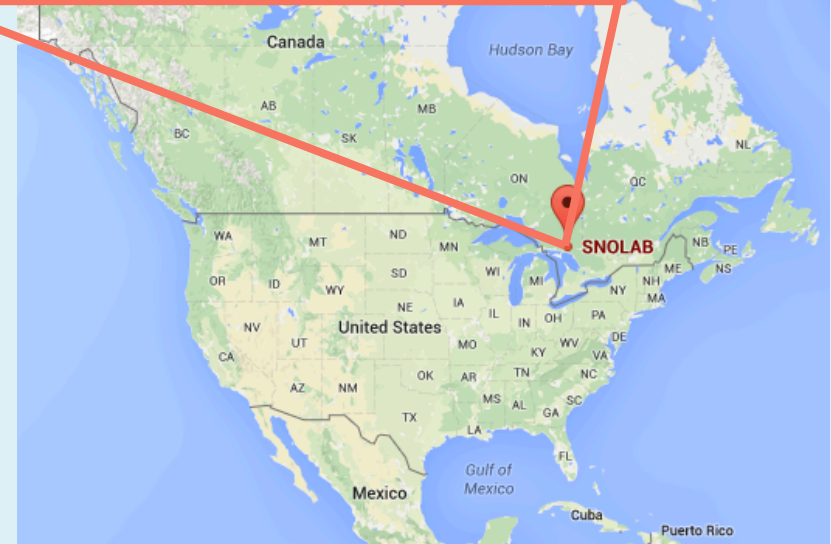 Canada
Hudson Bay
AB
MB
BC
SK
NL
ON
QC
SNOLAB
WA
MT
ND
MN
NB
PE
NS
ME
OR
ID
WY
SD
WI
MI
NH
NY
MA
NE
IA
IL
IN
OH
PA
NV
UT
United States
MO
KY
WV
VA
DE
CA
AZ
NM
OK
AR
TN
NC
MS
AL
GA
SC
TX
LA
FL
Gulf of
Mexico
Mexico
Cuba
Puerto Rico